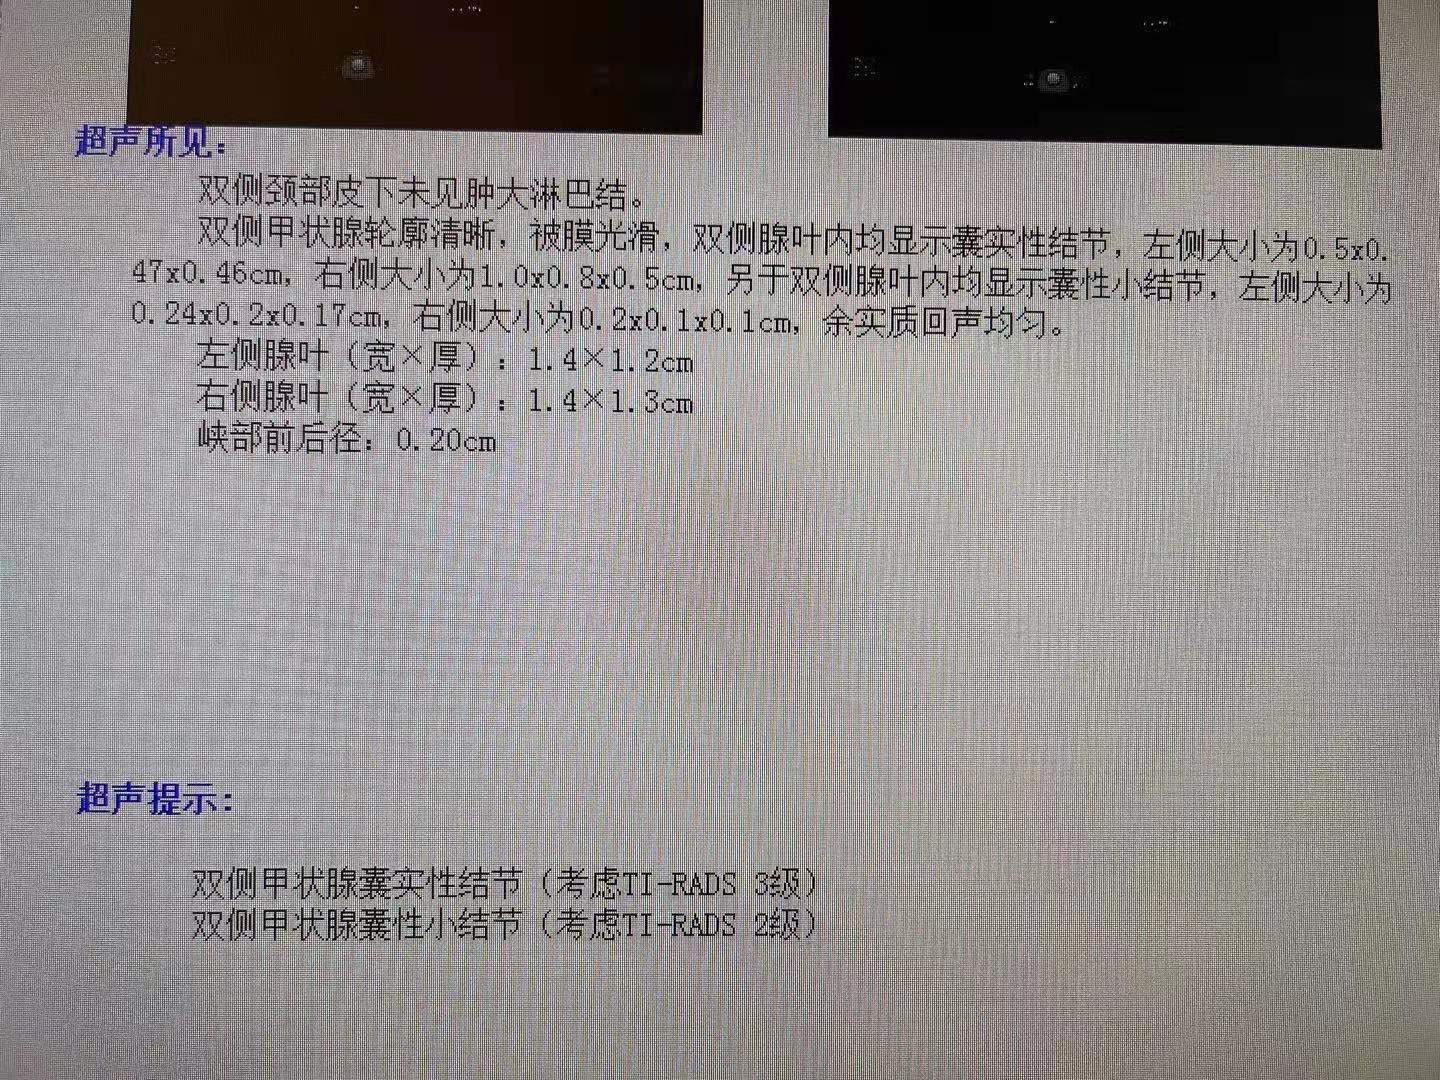 超声所见：
双侧颈部皮下未见肿大淋巴结。
双侧甲状腺轮廓清晰，被膜光滑，双侧腺叶内均显示囊实性结节，左侧大小为0.5x0.
47x0.46cm，右侧大小为1.0x0.8x0.5cm，另于双侧腺叶内均显示囊性小结节，左侧大小为
0.24x0.2x0.17cm，右侧大小为0.2x0.1x0.1cm，余实质回声均匀。
左侧腺叶（宽×厚）：1.4×1.2cm
右侧腺叶（宽×厚）：1.4×1.3cm
峡部前后径：0.20cm
超声提示：
双侧甲状腺囊实性结节（考虑TI-RADS 3级）
双侧甲状腺囊性小结节（考虑TI-RADS 2级）